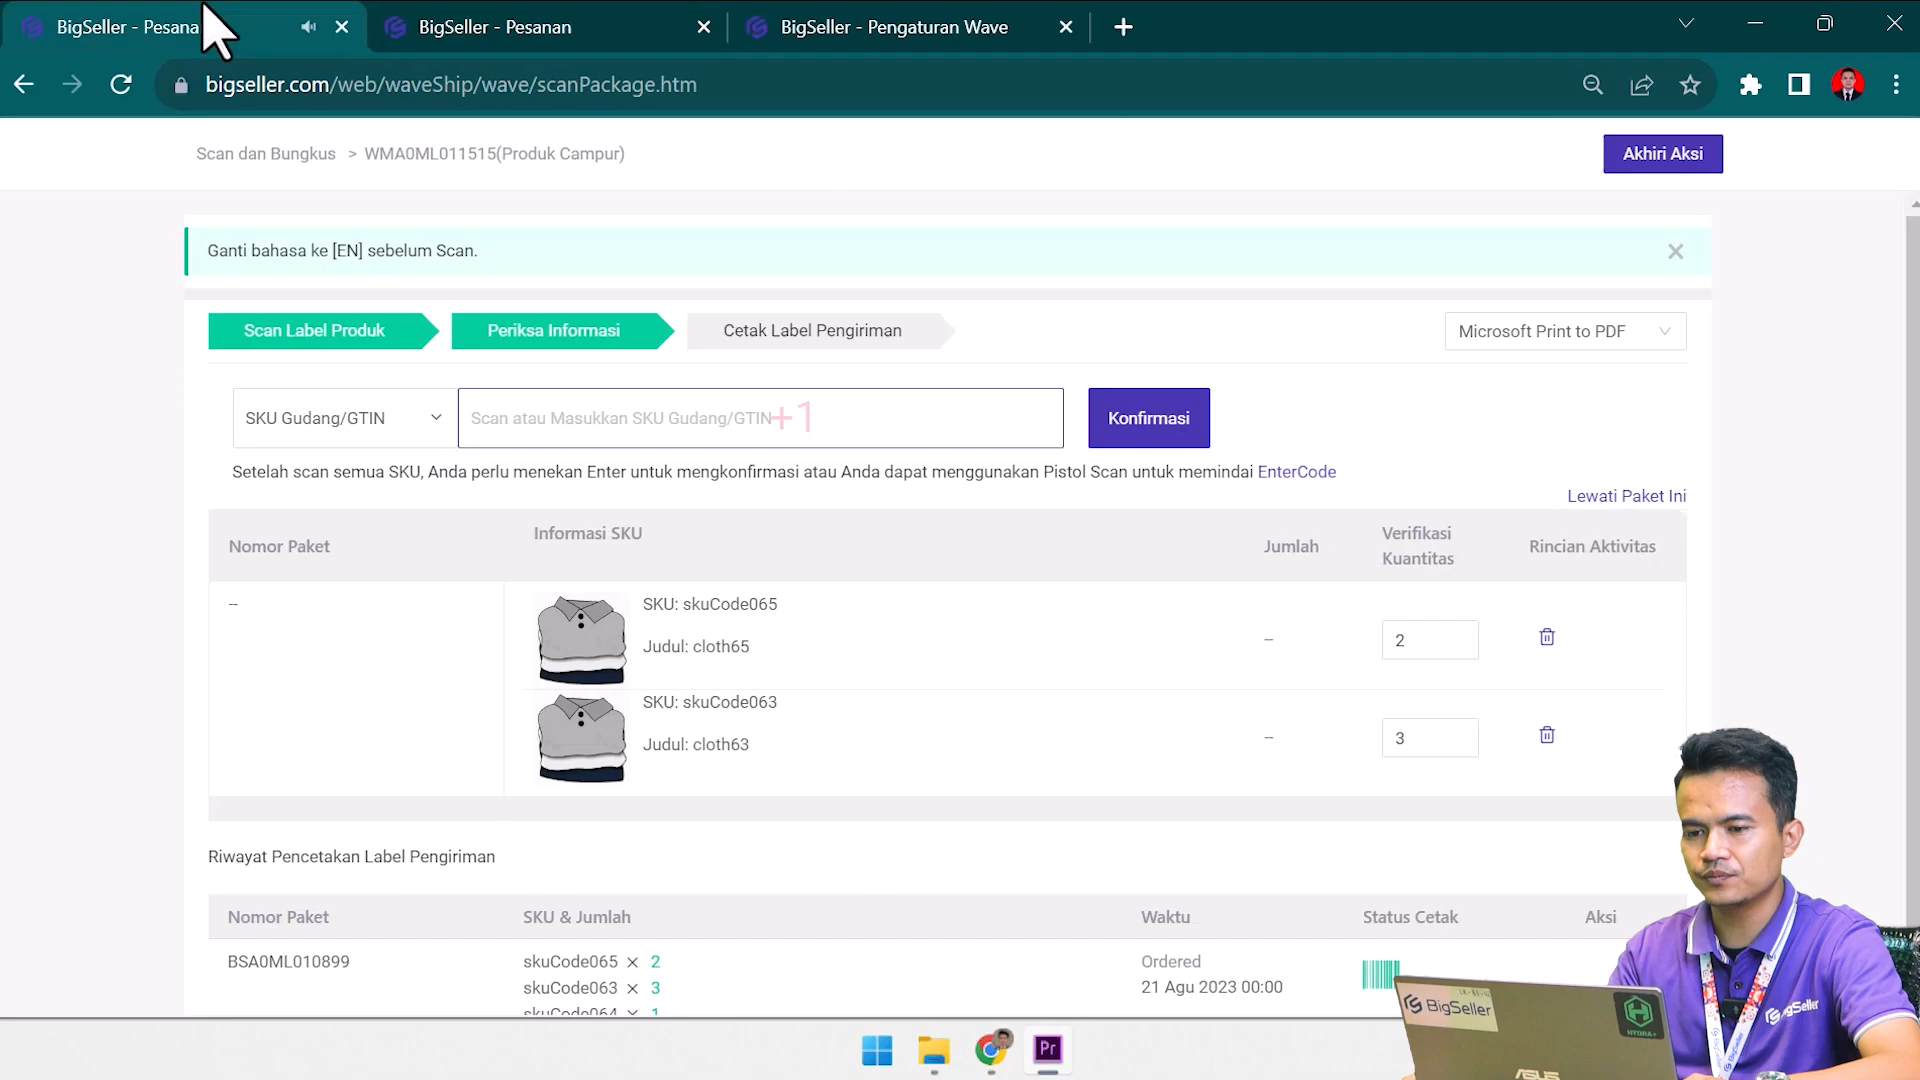 BigSeller - Pesana
BigSeller - Pesanan
BigSeller - Pengaturan Wave
bigseller.com/web/waveShip/wave/scanPackage.htm
Scan dan Bungkus > WMA0ML011515(Produk Campur)
Akhiri Aksi
Ganti bahasa ke [EN] sebelum Scan.
Scan Label Produk
Periksa Informasi
Cetak Label Pengiriman
Microsoft Print to PDF
SKU Gudang/GTIN
Scan atau Masukkan SKU Gudang/GTIN
+1
Konfirmasi
Setelah scan semua SKU, Anda perlu menekan Enter untuk mengkonfirmasi atau Anda dapat menggunakan Pistol Scan untuk memindai EnterCode
Lewati Paket Ini
Nomor Paket
Informasi SKU
Jumlah
Verifikasi
Kuantitas
Rincian Aktivitas
--
SKU: skuCode065
Judul: cloth65
--
2
SKU: skuCode063
Judul: cloth63
--
3
Riwayat Pencetakan Label Pengiriman
Nomor Paket
SKU & Jumlah
Waktu
Status Cetak
Aksi
BSA0ML010899
skuCode065 × 2
skuCode063 × 3
skuCode064 × 1
Ordered
21 Agu 2023 00:00
Pr
BigSeller
HYDRA
ASUS
BigSeller